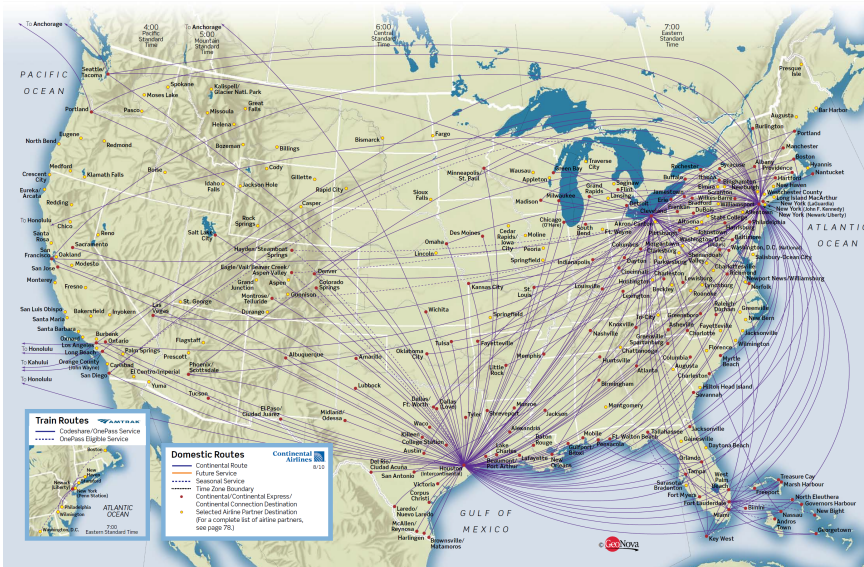 To Anchorage
4:00
Pacific
Standard
Time
To Anchorage
5:00
Mountain
Standard
Time
6:00
Central
Standard
Time
7:00
Eastern
Standard
Time
PACIFIC
OCEAN
Seattle/
Tacoma
Spokane
Moses Lake
Kalispell/
Glacier Natl. Park
Portland
Pasco
Missoula
Great
Falls
Helena
Presque
Isle
Augusta
Bar Harbor
Burlington
Portland
Manchester
Boston
Hyannis
Nantucket
Eugene
North Bend
Redmond
Bozeman
Billings
Bismarck
Fargo
Medford
Crescent
City
Klamath Falls
Boise
Cody
Idaho
Falls
Jackson Hole
Gillette
Rapid City
Casper
Sioux
Falls
Minneapolis/
St. Paul
Wausau
Appleton
Green Bay
Traverse
City
Eureka/
Arcata
Redding
Chico
Rock
Springs
Salt Lake
City
Madison
Milwaukee
Grand
Rapids
Saginaw
Flint
Lansing
Detroit
Cleveland
Rochester
Syracuse
Buffalo
Albany
Providence
Hartford
New Haven
Westchester County
Long Island MacArthur
New York (LaGuardia)
New York (John F. Kennedy)
New York (Newark/Liberty)
ATLANTIC
OCEAN
To Honolulu
Santa
Rosa
Reno
Sacramento
San
Francisco
Oakland
San Jose
Modesto
Monterey
Fresno
Hayden/Steamboat
Springs
Eagle/Vail/Beaver Creek
Aspen Valley
Denver
Grand
Junction
Aspen
Colorado
Springs
Montrose/
Telluride
Gunnison
Durango
Omaha
Lincoln
Des Moines
Cedar
Rapids/
Iowa
City
Moline
Peoria
Springfield
Chicago
(O'Hare)
South
Bend
Ft. Wayne
Indianapolis
Columbus
Dayton
Cincinnati
Kansas City
St.
Louis
Louisville
Lexington
Huntington
Charleston
Beckley
Parkersburg
Clarksburg
Morgantown
Pittsburgh
Johnstown
Altoona
State College
Harrisburg
Philadelphia
Baltimore
Washington, D.C. (National)
Salisbury-Ocean City
Shenandoah
Valley
Charlottesville
Richmond
Newport News/Williamsburg
Norfolk
Lewisburg
Lynchburg
Roanoke
San Luis Obispo
Santa Maria
Bakersfield
Inyokern
Las
Vegas
St. George
Santa Barbara
Oxnard
Burbank
Los Angeles
Ontario
Long Beach
Palm Springs
Orange County
(John Wayne)
Carlsbad
San Diego
El Centro/Imperial
Yuma
To Honolulu
To Kahului
To Honolulu
Flagstaff
Prescott
Phoenix/
Scottsdale
Tucson
Albuquerque
Amarillo
Lubbock
El Paso/
Ciudad Juárez
Midland/
Odessa
Wichita
Tulsa
Oklahoma
City
Springfield
Fayetteville
Little
Rock
Memphis
Nashville
Knoxville
Tri-City
Huntsville
Chattanooga
Birmingham
Atlanta
Montgomery
Greenville
Spartanburg
Asheville
Charlotte
Greensboro
Raleigh
Durham
Fayetteville
Greenville
New Bern
Jacksonville
Wilmington
Florence
Myrtle
Beach
Columbia
Augusta
Charleston
Hilton Head Island
Savannah
Dallas/
Ft. Worth
Dallas
(Love)
Waco
Killeen
College Station
Austin
Tyler
Shreveport
Monroe
Jackson
Alexandria
Lake
Charles
Baton
Rouge
Lafayette
New
Orleans
Gulfport
Biloxi
Mobile
Pensacola
Ft. Walton Beach
Tallahassee
Jacksonville
Gainesville
Daytona Beach
Orlando
Tampa
Sarasota
Bradenton
Fort Myers
West
Palm
Beach
Fort Lauderdale
Miami
Key West
Treasure Cay
Marsh Harbour
Freeport
North Eleuthera
Governors Harbour
Bimini
Nassau
Andros
Town
New Bight
Georgetown
Del Rio/
Ciudad Acuna
San Antonio
Houston
(Intercontinental)
Beaumont/
Port Arthur
Victoria
Corpus
Christi
Laredo/
Nuevo Laredo
McAllen/
Reynosa
Harlingen
Brownsville/
Matamoros
GULF OF
MEXICO
© GeoNova
Train Routes AMTRAK
Codeshare/OnePass Service
OnePass Eligible Service
Boston
New
Haven
Stamford
Newark
(Liberty)
New York
(Penn Station)
Philadelphia
Wilmington
Washington, D.C.
ATLANTIC
OCEAN
7:00
Eastern Standard Time
Domestic Routes Continental
Airlines
8/10
Continental Route
Future Service
Seasonal Service
Time Zone Boundary
Continental/Continental Express/
Continental Connection Destination
Selected Airline Partner Destination
(For a complete list of airline partners,
see page 78.)